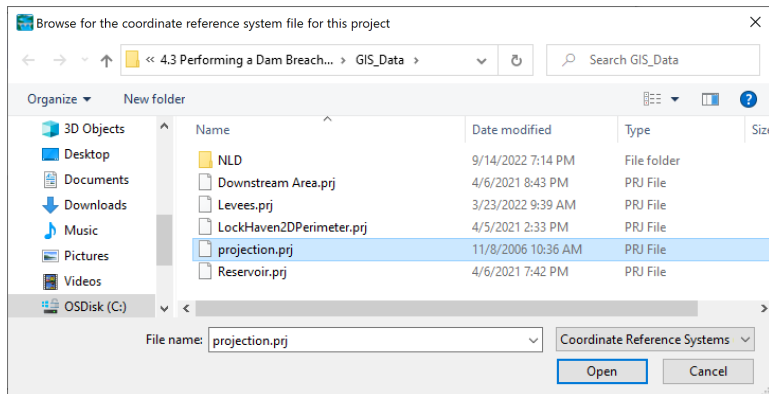 Browse for the coordinate reference system file for this project
« 4.3 Performing a Dam Breach... › GIS_Data ›
Search GIS_Data
Organize
New folder
3D Objects
Desktop
Documents
Downloads
Music
Pictures
Videos
OSDisk (C:)
Name Date modified Type Size
NLD 9/14/2022 7:14 PM File folder
Downstream Area.prj 4/6/2021 8:43 PM PRJ File
Levees.prj 3/23/2022 9:39 AM PRJ File
LockHaven2DPerimeter.prj 4/5/2021 2:33 PM PRJ File
projection.prj 11/8/2006 10:36 AM PRJ File
Reservoir.prj 4/6/2021 7:42 PM PRJ File
File name: projection.prj Coordinate Reference Systems
Open Cancel